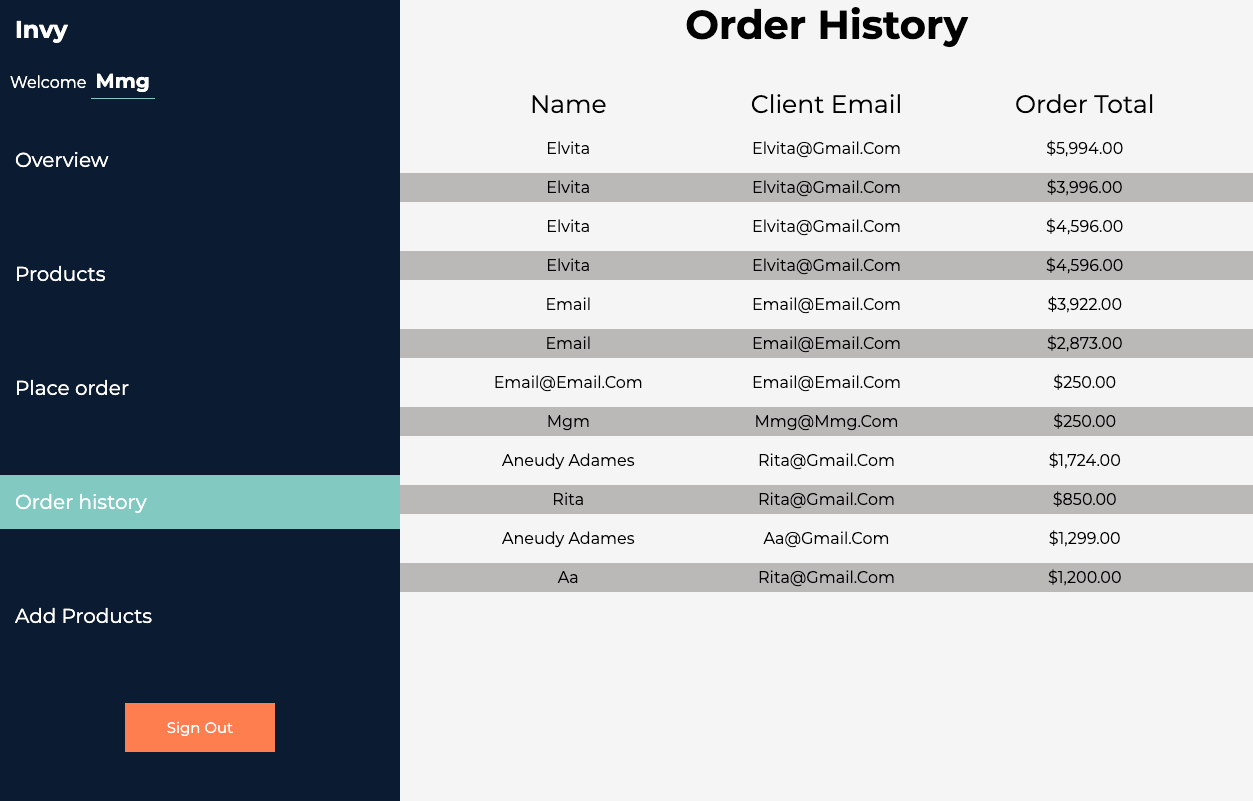 Invy
Welcome Mmg
Overview
Products
Place order
Order history
Add Products
Sign Out
Order History
Name Client Email Order Total
Elvita Elvita@Gmail.Com $5,994.00
Elvita Elvita@Gmail.Com $3,996.00
Elvita Elvita@Gmail.Com $4,596.00
Elvita Elvita@Gmail.Com $4,596.00
Email Email@Email.Com $3,922.00
Email Email@Email.Com $2,873.00
Email@Email.Com Email@Email.Com $250.00
Mgm Mmg@Mmg.Com $250.00
Aneudy Adames Rita@Gmail.Com $1,724.00
Rita Rita@Gmail.Com $850.00
Aneudy Adames Aa@Gmail.Com $1,299.00
Aa Rita@Gmail.Com $1,200.00